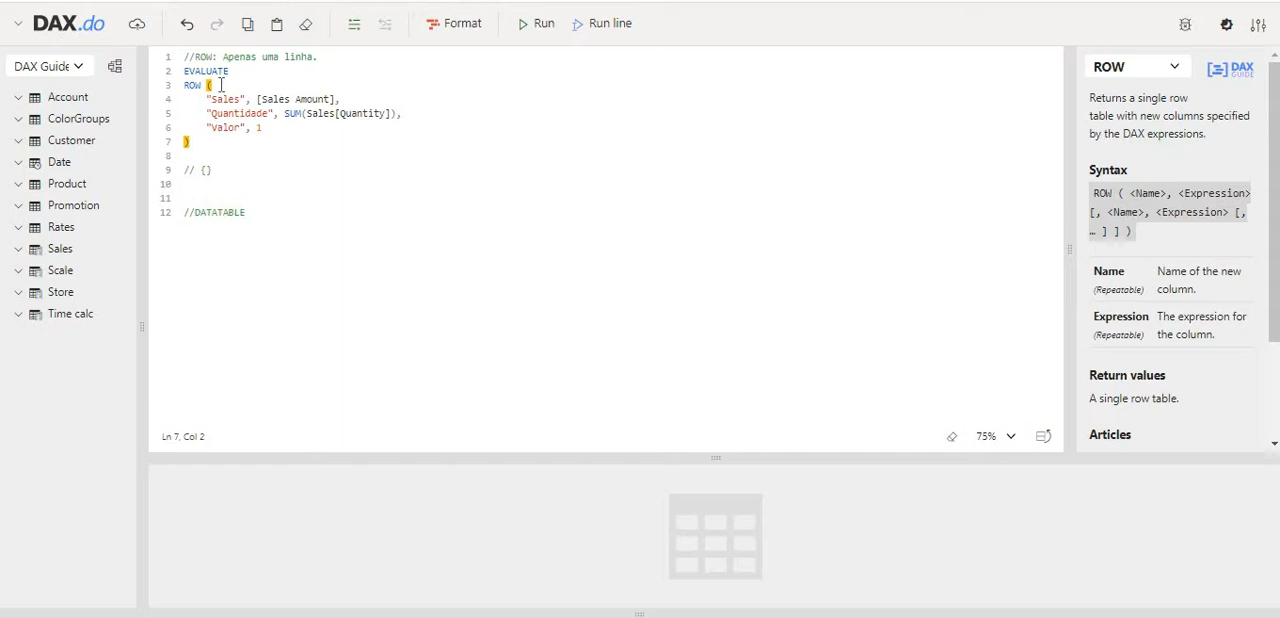 DAX.do
Format
Run
Run line
DAX Guide
Account
ColorGroups
Customer
Date
Product
Promotion
Rates
Sales
Scale
Store
Time calc
1 //ROW: Apenas uma linha.
2 EVALUATE
3 ROW (
4 "Sales", [Sales Amount],
5 "Quantidade", SUM(Sales[Quantity]),
6 "Valor", 1
7 )
8
9 // {}
10
11
12 //DATATABLE
Ln 7, Col 2
75%
ROW
DAX GUIDE
Returns a single row
table with new columns specified
by the DAX expressions.
Syntax
ROW ( <Name>, <Expression>
[, <Name>, <Expression> [,
… ] ] )
Name Name of the new
(Repeatable) column.
Expression The expression for
(Repeatable) the column.
Return values
A single row table.
Articles